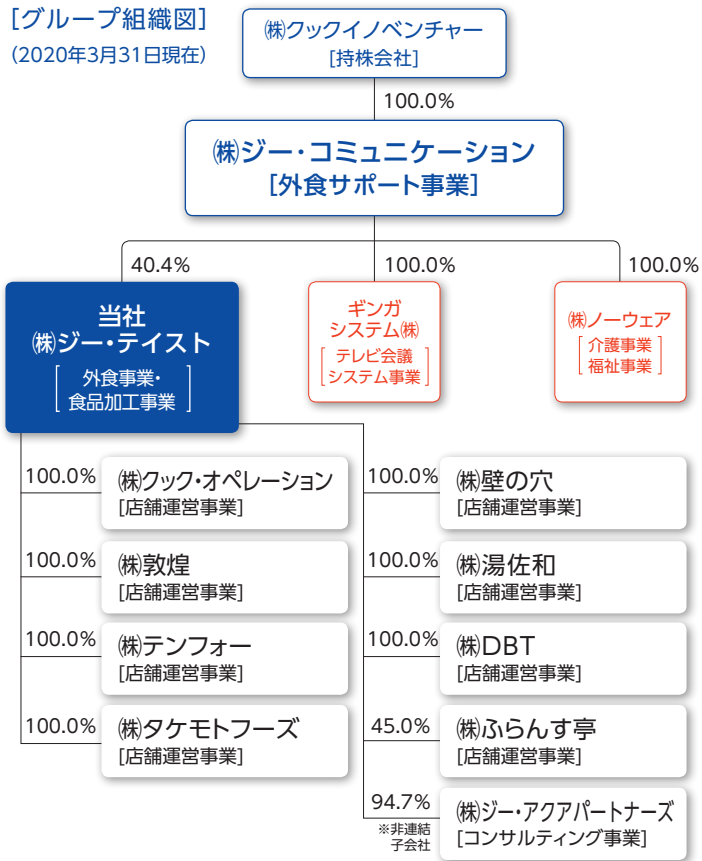 [グループ組織図]
(2020年3月31日現在)
㈱クックイノベンチャー
[持株会社]
100.0%
㈱ジー・コミュニケーション
[外食サポート事業]
40.4%
100.0%
100.0%
当社
㈱ジー・テイスト
[外食事業・
食品加工事業]
ギンガ
システム㈱
[テレビ会議
システム事業]
㈱ノーウェア
[介護事業
福祉事業]
100.0%
㈱クック・オペレーション
[店舗運営事業]
100.0%
㈱敦煌
[店舗運営事業]
100.0%
㈱テンフォー
[店舗運営事業]
100.0%
㈱タケモトフーズ
[店舗運営事業]
100.0%
㈱壁の穴
[店舗運営事業]
100.0%
㈱湯佐和
[店舗運営事業]
100.0%
㈱DBT
[店舗運営事業]
45.0%
㈱ふらんす亭
[店舗運営事業]
94.7%
※非連結
子会社
㈱ジー・アクアパートナーズ
[コンサルティング事業]